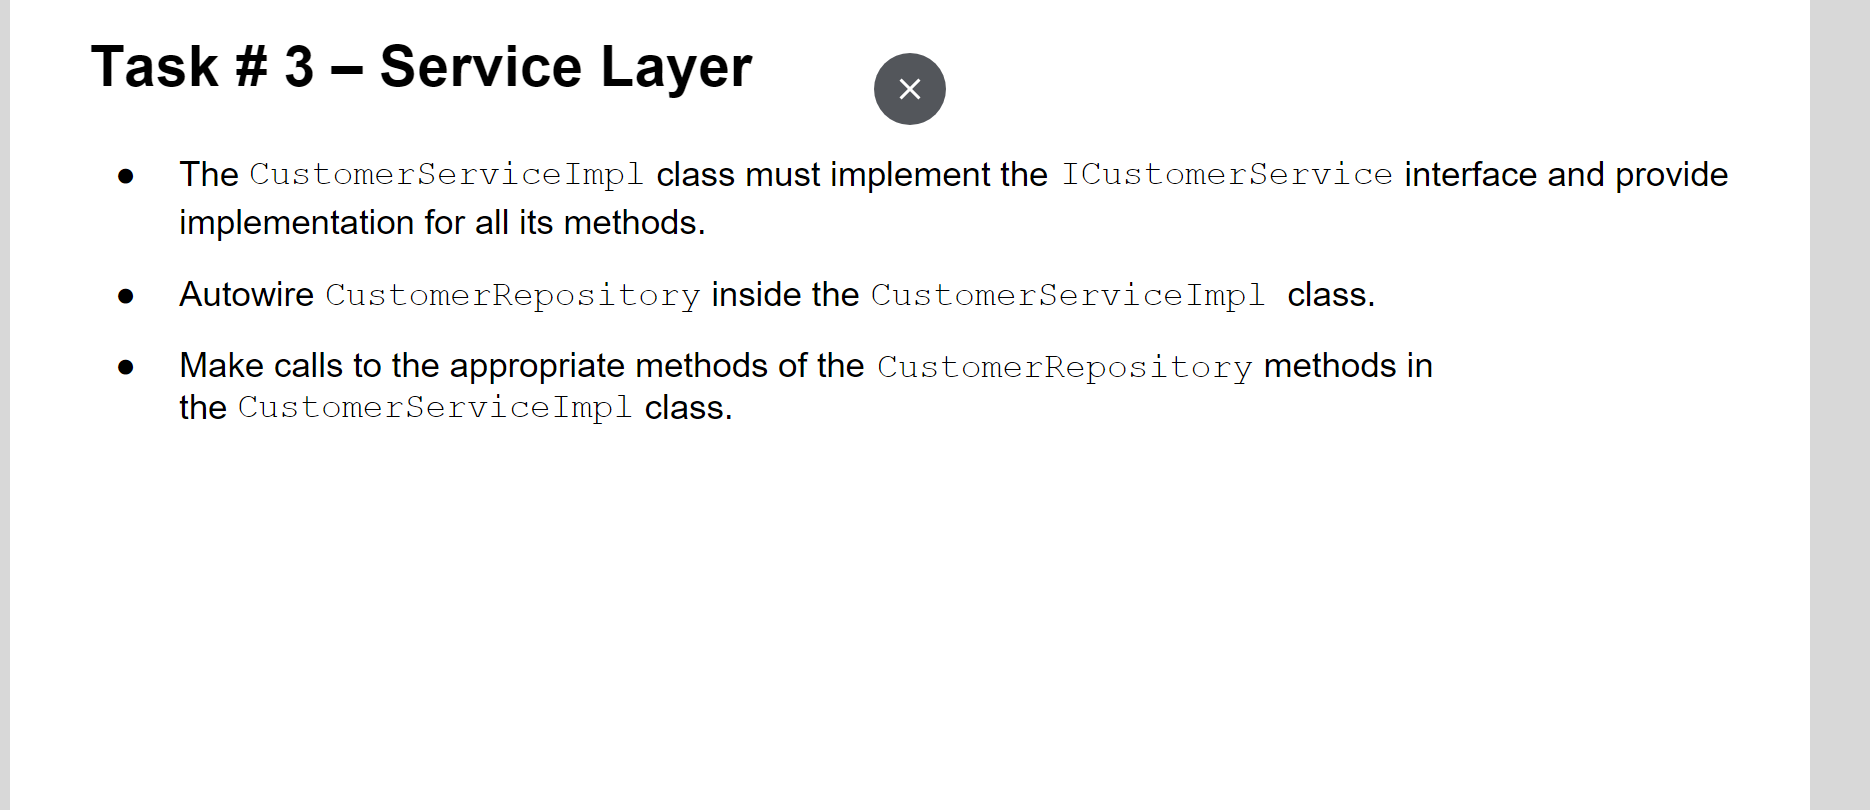 Task # 3 – Service Layer
● The CustomerServiceImpl class must implement the ICustomerService interface and provide
implementation for all its methods.
● Autowire CustomerRepository inside the CustomerServiceImpl class.
● Make calls to the appropriate methods of the CustomerRepository methods in
the CustomerServiceImpl class.